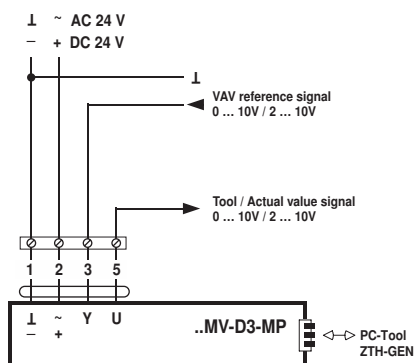 ⊥ ~ AC 24 V
– + DC 24 V
⊥
VAV reference signal
0 ... 10V / 2 ... 10V
Tool / Actual value signal
0 ... 10V / 2 ... 10V
1 2 3 5
⊥ ~ Y U
+
..MV-D3-MP
PC-Tool
ZTH-GEN